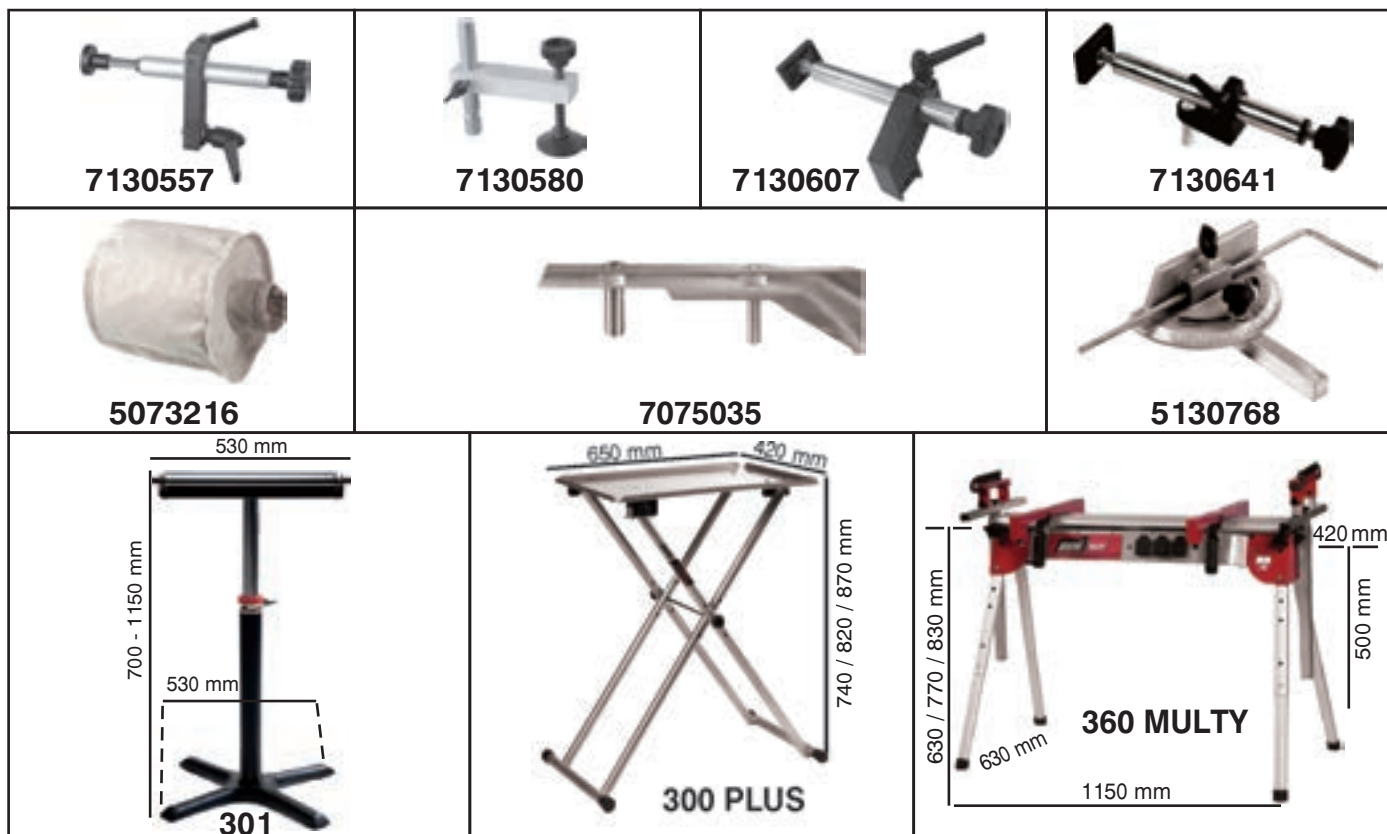 7130557
7130580
7130607
7130641
5073216
7075035
5130768
530 mm
700 - 1150 mm
530 mm
301
650 mm
420 mm
740 / 820 / 870 mm
300 PLUS
420 mm
500 mm
630 / 770 / 830 mm
630 mm
360 MULTY
1150 mm